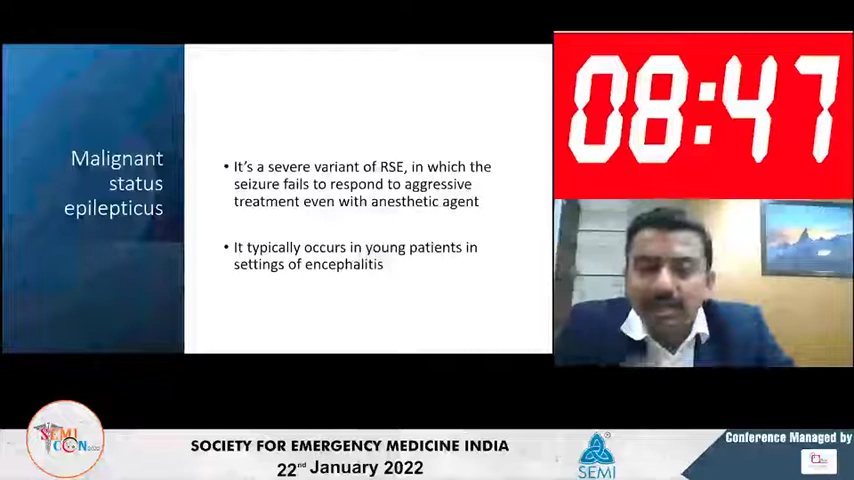 Malignant
status
epilepticus
• It's a severe variant of RSE, in which the
seizure fails to respond to aggressive
treatment even with anesthetic agent
• It typically occurs in young patients in
settings of encephalitis
08:47
SEMI
CON
SOCIETY FOR EMERGENCY MEDICINE INDIA
22nd January 2022
SEMI
Conference Managed by